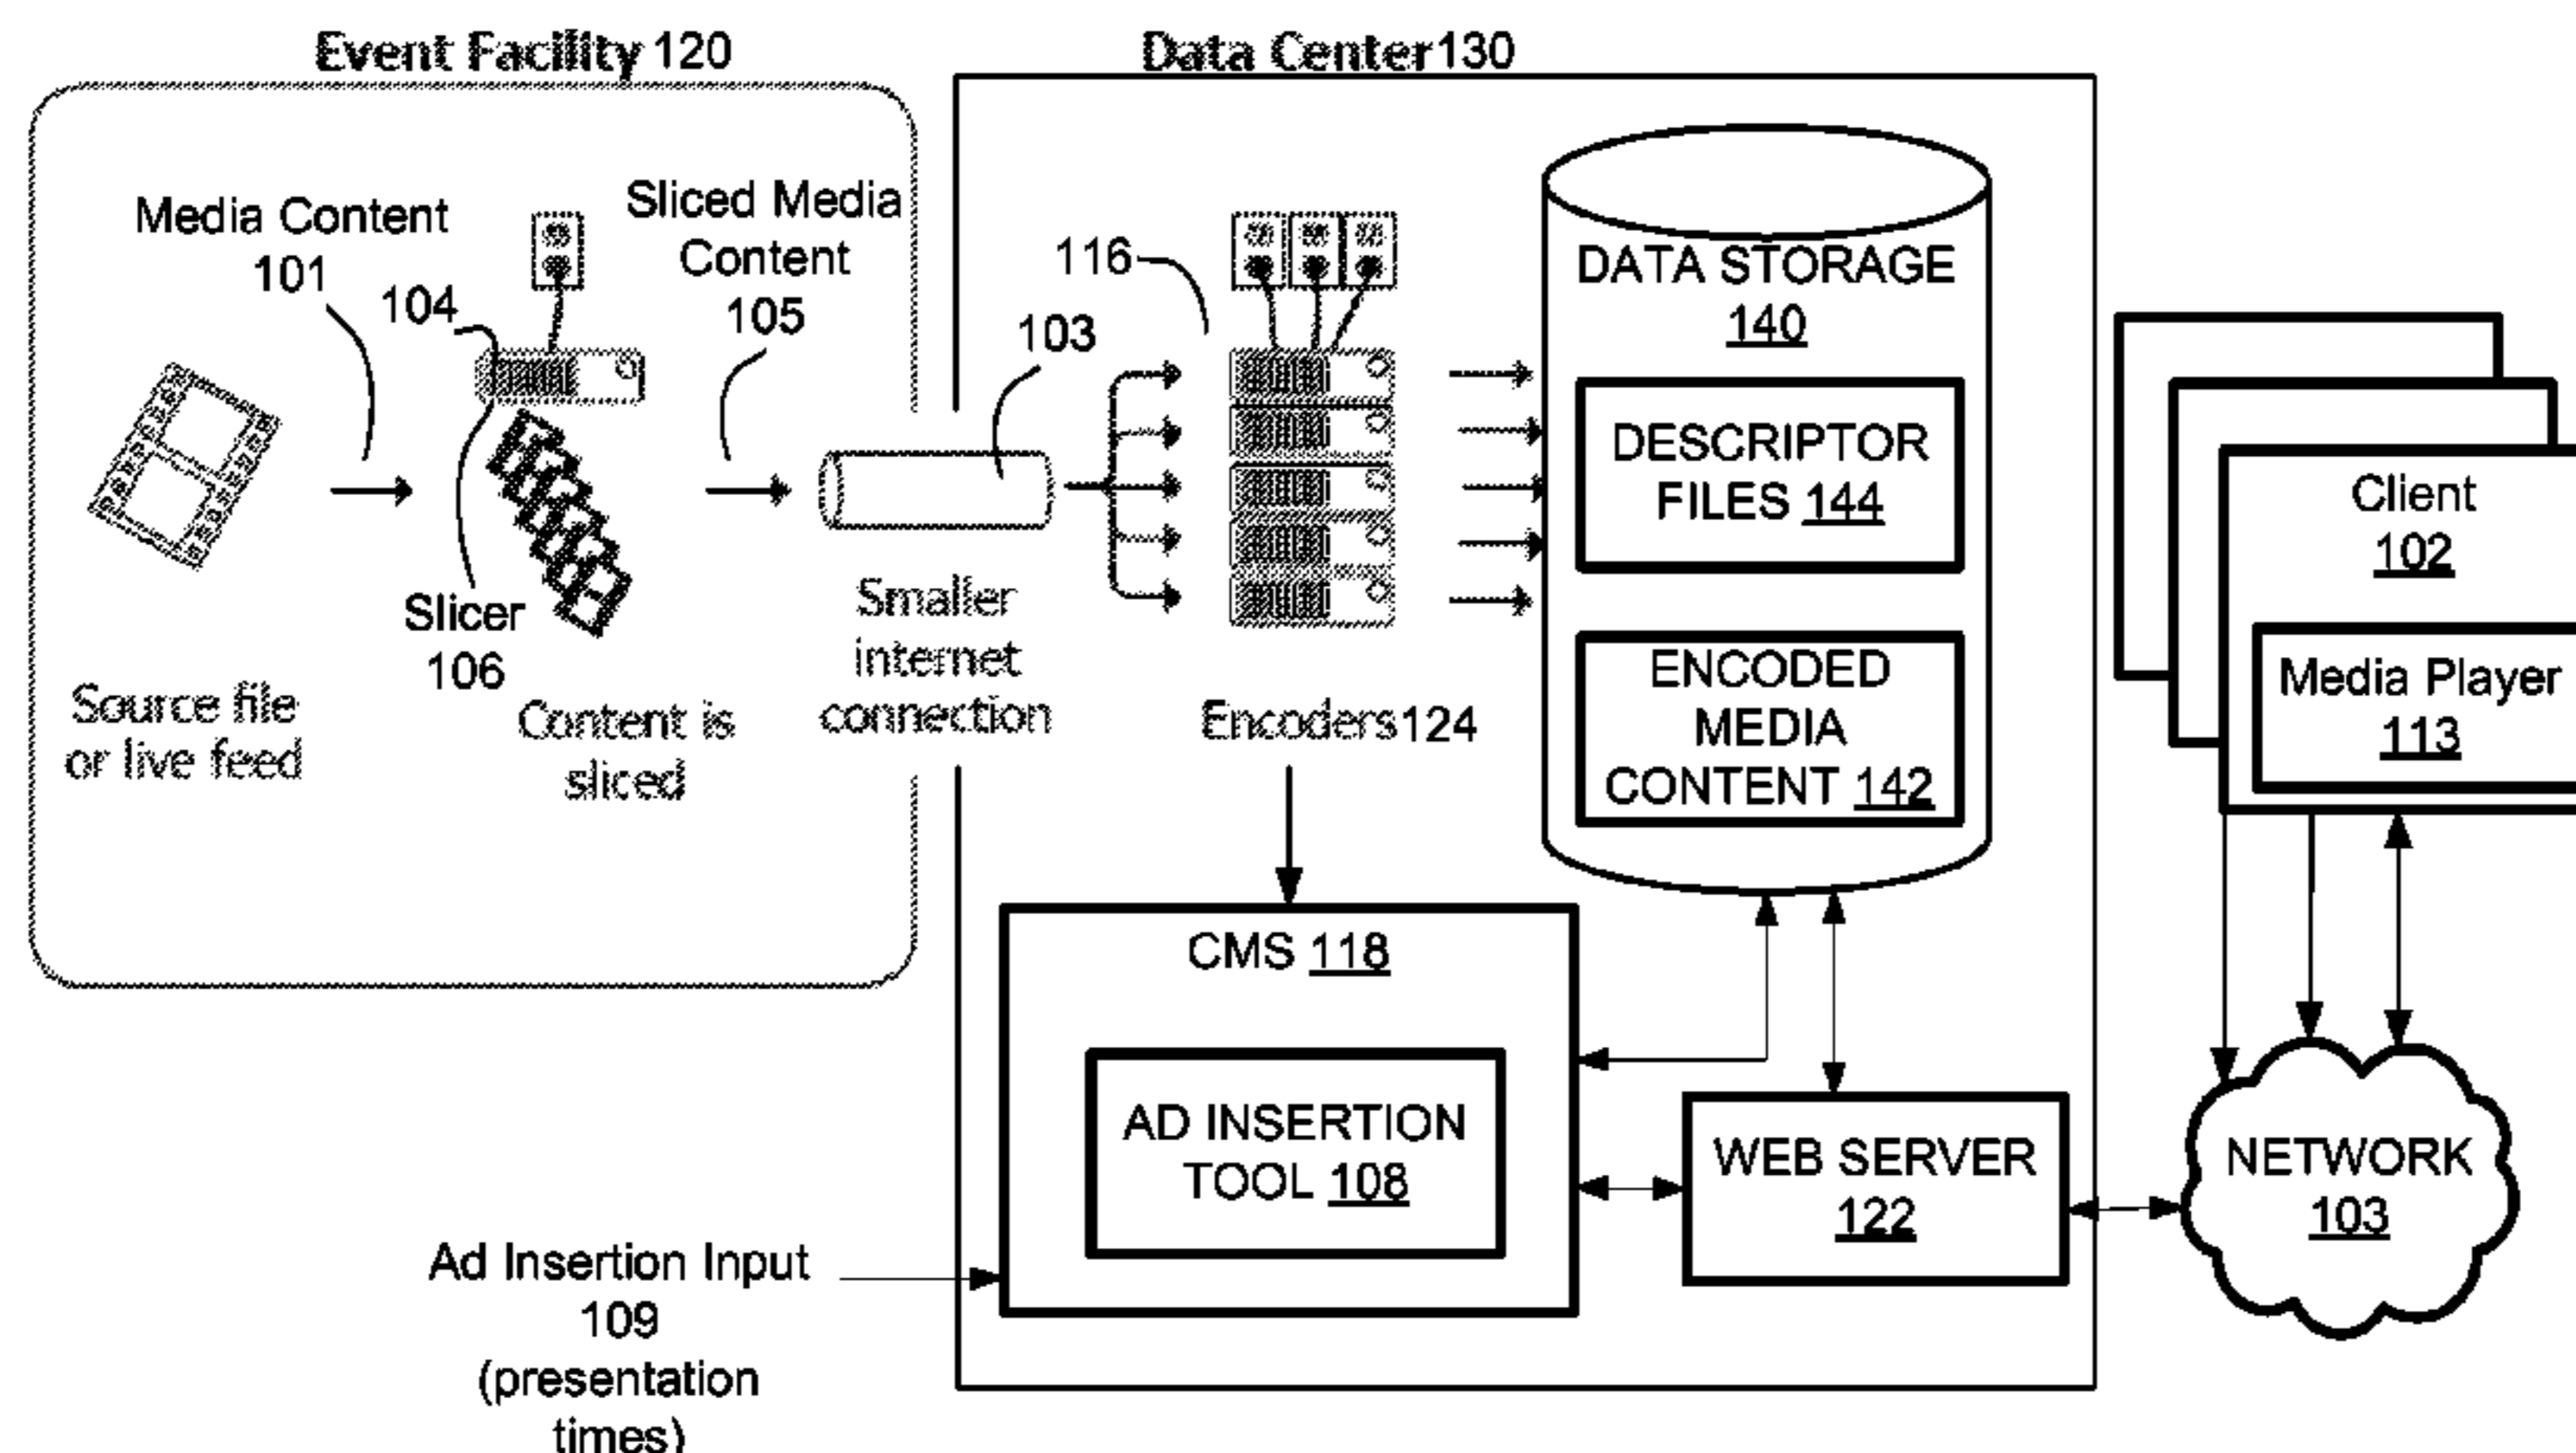 Event Facility 120
Data Center 130
Media Content
101
104
Sliced Media
Content
105
103
116
Slicer
106
Source file
or live feed
Content is
sliced
Smaller
internet
connection
Encoders 124
DATA STORAGE
140
DESCRIPTOR
FILES 144
ENCODED
MEDIA
CONTENT 142
Client
102
Media Player
113
CMS 118
AD INSERTION
TOOL 108
WEB SERVER
122
NETWORK
103
Ad Insertion Input
109
(presentation
times)